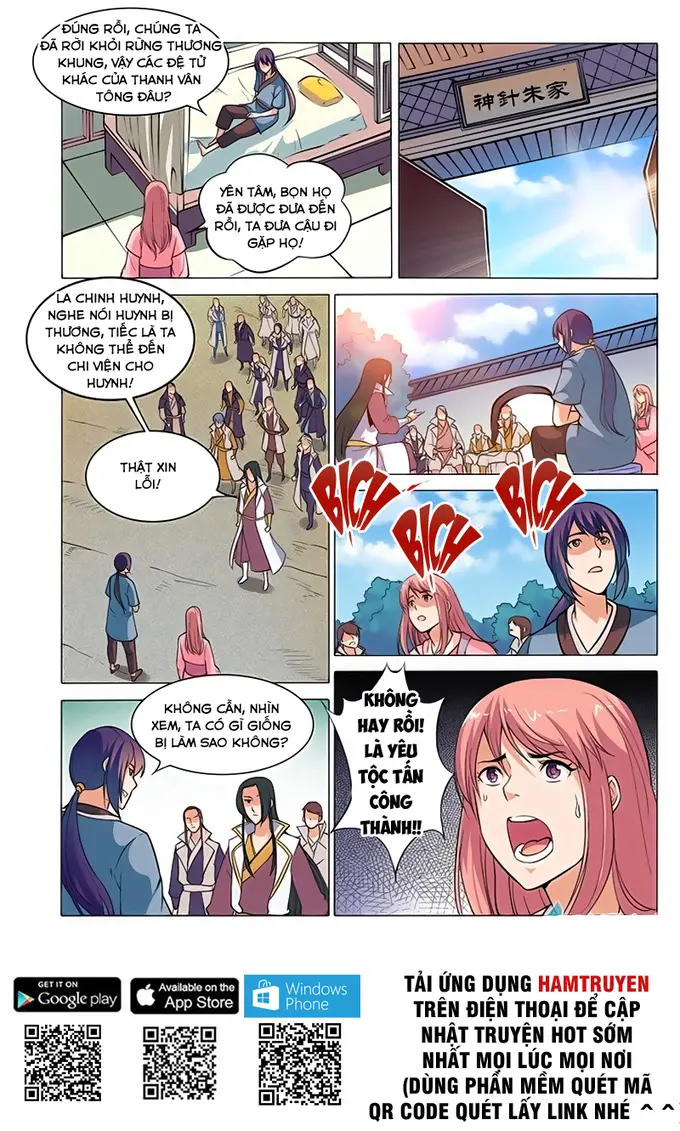 ĐÚNG RỒI, CHÚNG TA
ĐÃ RỜI KHỎI RỪNG THƯƠNG
KHUNG, VẬY CÁC ĐỆ TỬ
KHÁC CỦA THANH VÂN
TÔNG ĐÂU?
YÊN TÂM, BỌN HỌ
ĐÃ ĐƯỢC ĐƯA ĐẾN
RỒI, TA ĐƯA CẬU ĐI
GẶP HỌ!
神針朱家
LA CHINH HUYNH,
NGHE NÓI HUYNH BỊ
THƯƠNG, TIẾC LÀ TA
KHÔNG THỂ ĐẾN
CHI VIỆN CHO
HUYNH!
THẬT XIN
LỖI!
BỊCH
BỊCH
BỊCH
KHÔNG CẦN, NHÌN
XEM, TA CÓ GÌ GIỐNG
BỊ LÀM SAO KHÔNG?
KHÔNG
HAY RỒI!
LÀ YÊU
TỘC TẤN
CÔNG
THÀNH!!
GET IT ON
Google play
Available on the
App Store
Windows
Phone
TẢI ỨNG DỤNG HAMTRUYEN
TRÊN ĐIỆN THOẠI ĐỂ CẬP
NHẬT TRUYỆN HOT SỚM
NHẤT MỌI LÚC MỌI NƠI
(DÙNG PHẦN MỀM QUÉT MÃ
QR CODE QUÉT LẤY LINK NHÉ ^ ^)